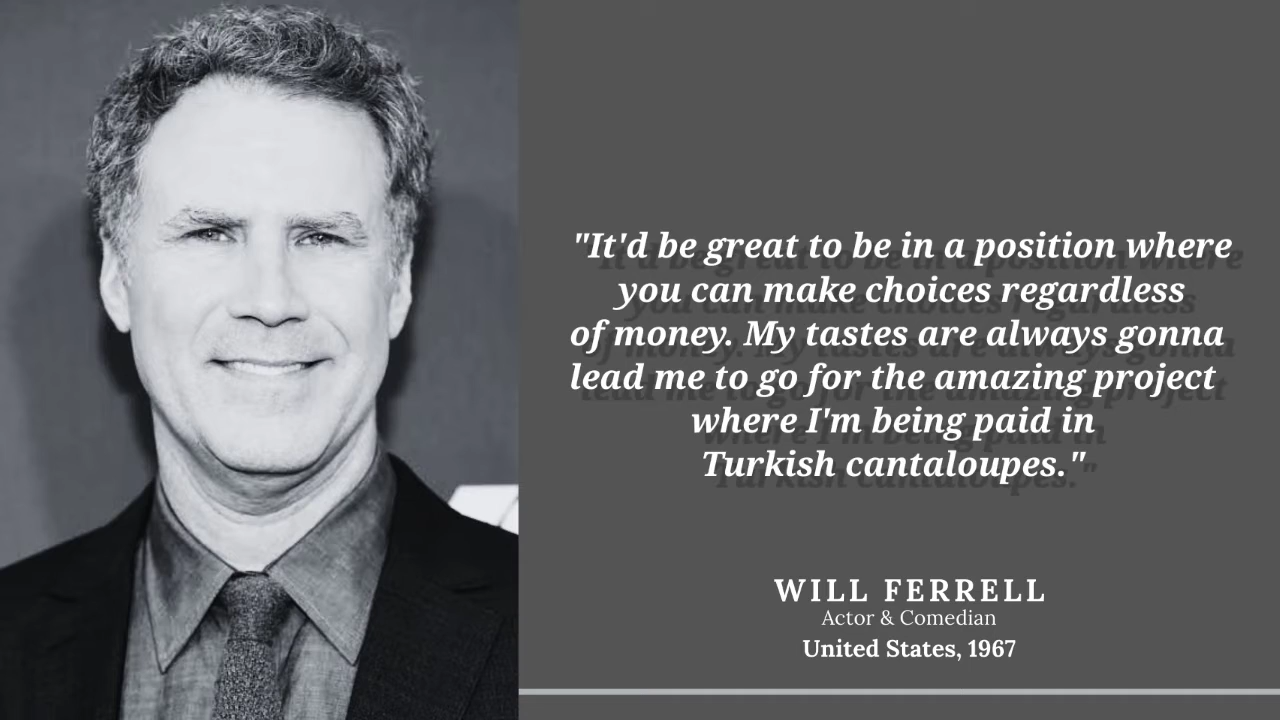 "It'd be great to be in a position where
you can make choices regardless
of money. My tastes are always gonna
lead me to go for the amazing project
where I'm being paid in
Turkish cantaloupes."
WILL FERRELL
Actor & Comedian
United States, 1967